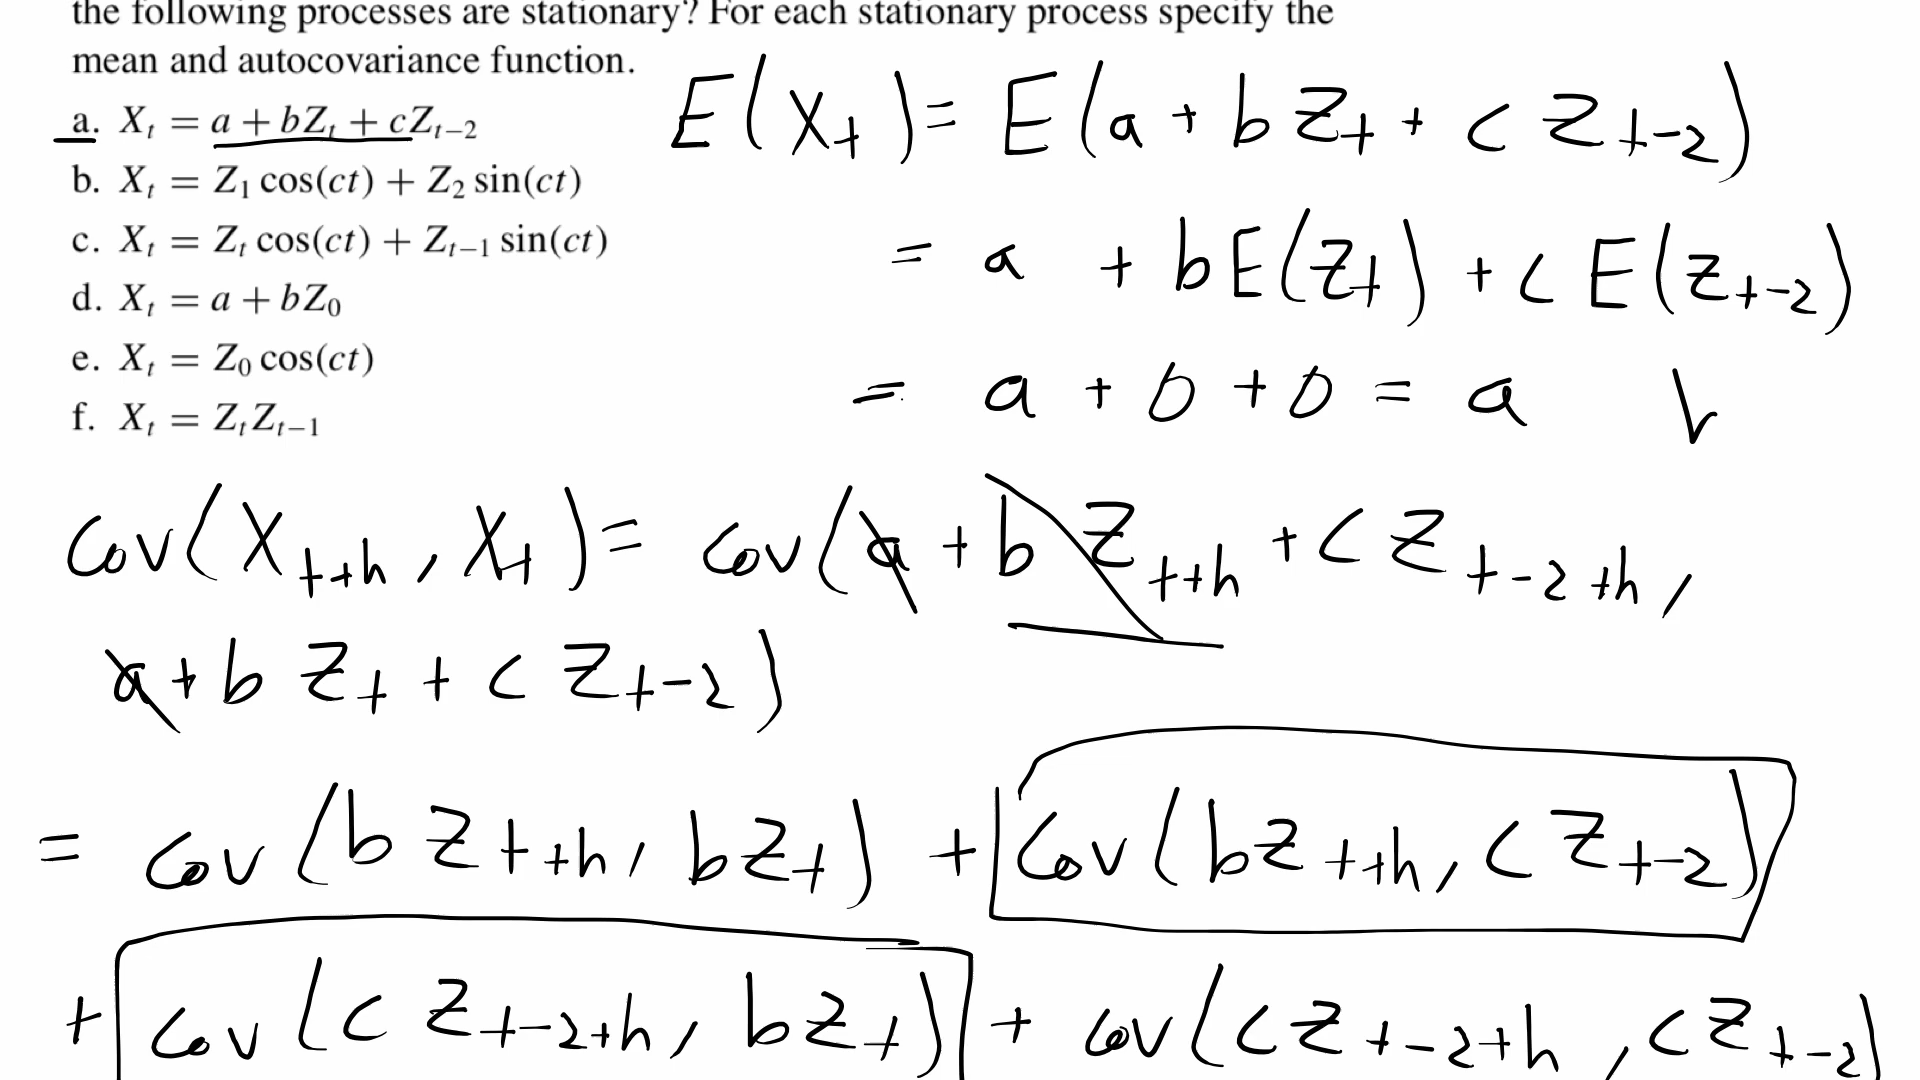 the following processes are stationary? For each stationary process specify the
mean and autocovariance function.
a. Xₜ = a + bZₜ + cZₜ₋₂
b. Xₜ = Z₁ cos(ct) + Z₂ sin(ct)
c. Xₜ = Zₜ cos(ct) + Zₜ₋₁ sin(ct)
d. Xₜ = a + bZ₀
e. Xₜ = Z₀ cos(ct)
f. Xₜ = ZₜZₜ₋₁
E(Xₜ) = E(a + bZₜ + cZₜ₋₂)
= a + bE(Zₜ) + cE(Zₜ₋₂)
= a + 0 + 0 = a
Cov(Xₜ₊ₕ, Xₜ) = Cov(a + bZₜ₊ₕ + cZₜ₋₂₊ₕ,
a + bZₜ + cZₜ₋₂)
= Cov(bZₜ₊ₕ, bZₜ) + Cov(bZₜ₊ₕ, cZₜ₋₂)
+ Cov(cZₜ₋₂₊ₕ, bZₜ) + Cov(cZₜ₋₂₊ₕ, cZₜ₋₂)